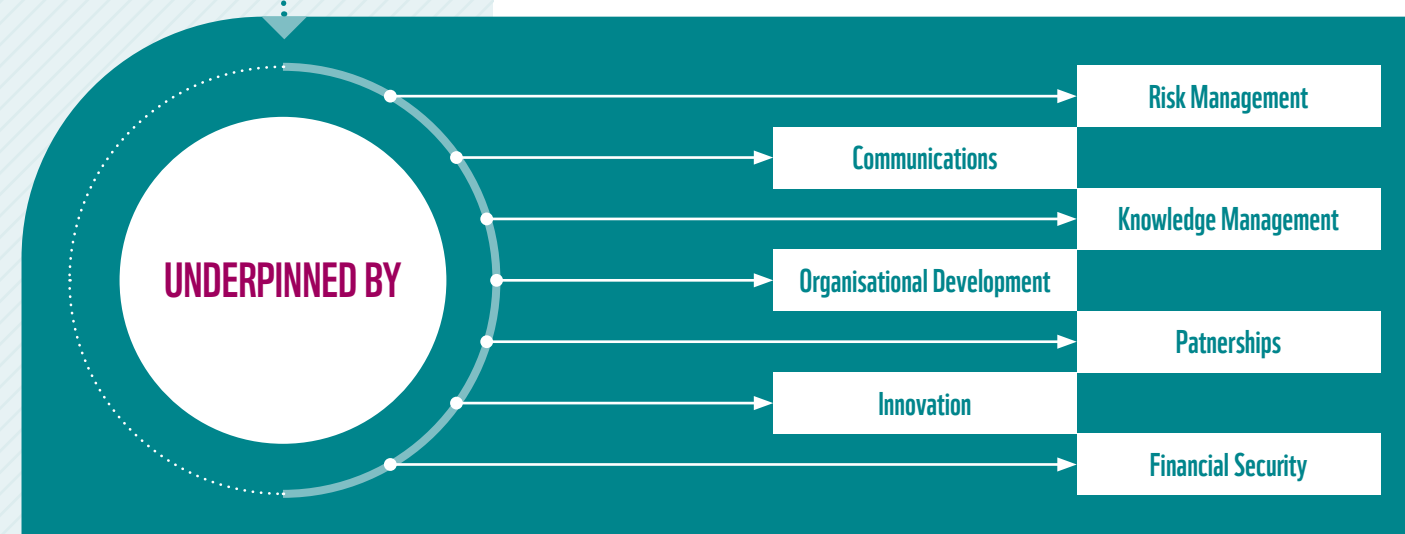 UNDERPINNED BY
Risk Management
Communications
Knowledge Management
Organisational Development
Patnerships
Innovation
Financial Security